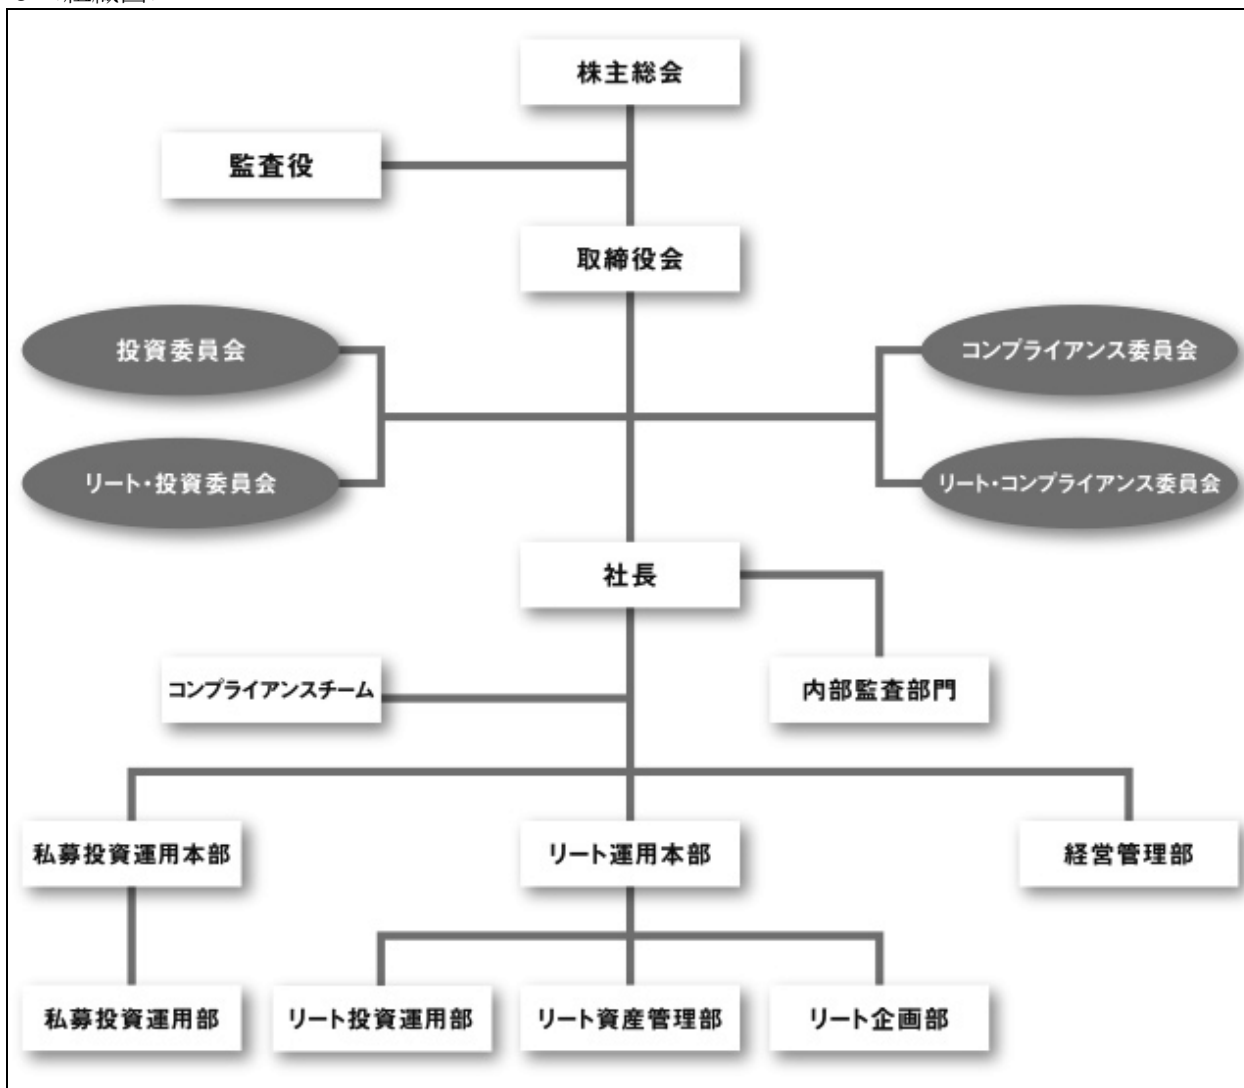 株主総会
監査役
取締役会
投資委員会
コンプライアンス委員会
リート・投資委員会
リート・コンプライアンス委員会
社長
コンプライアンスチーム
内部監査部門
私募投資運用本部
リート運用本部
経営管理部
私募投資運用部
リート投資運用部
リート資産管理部
リート企画部